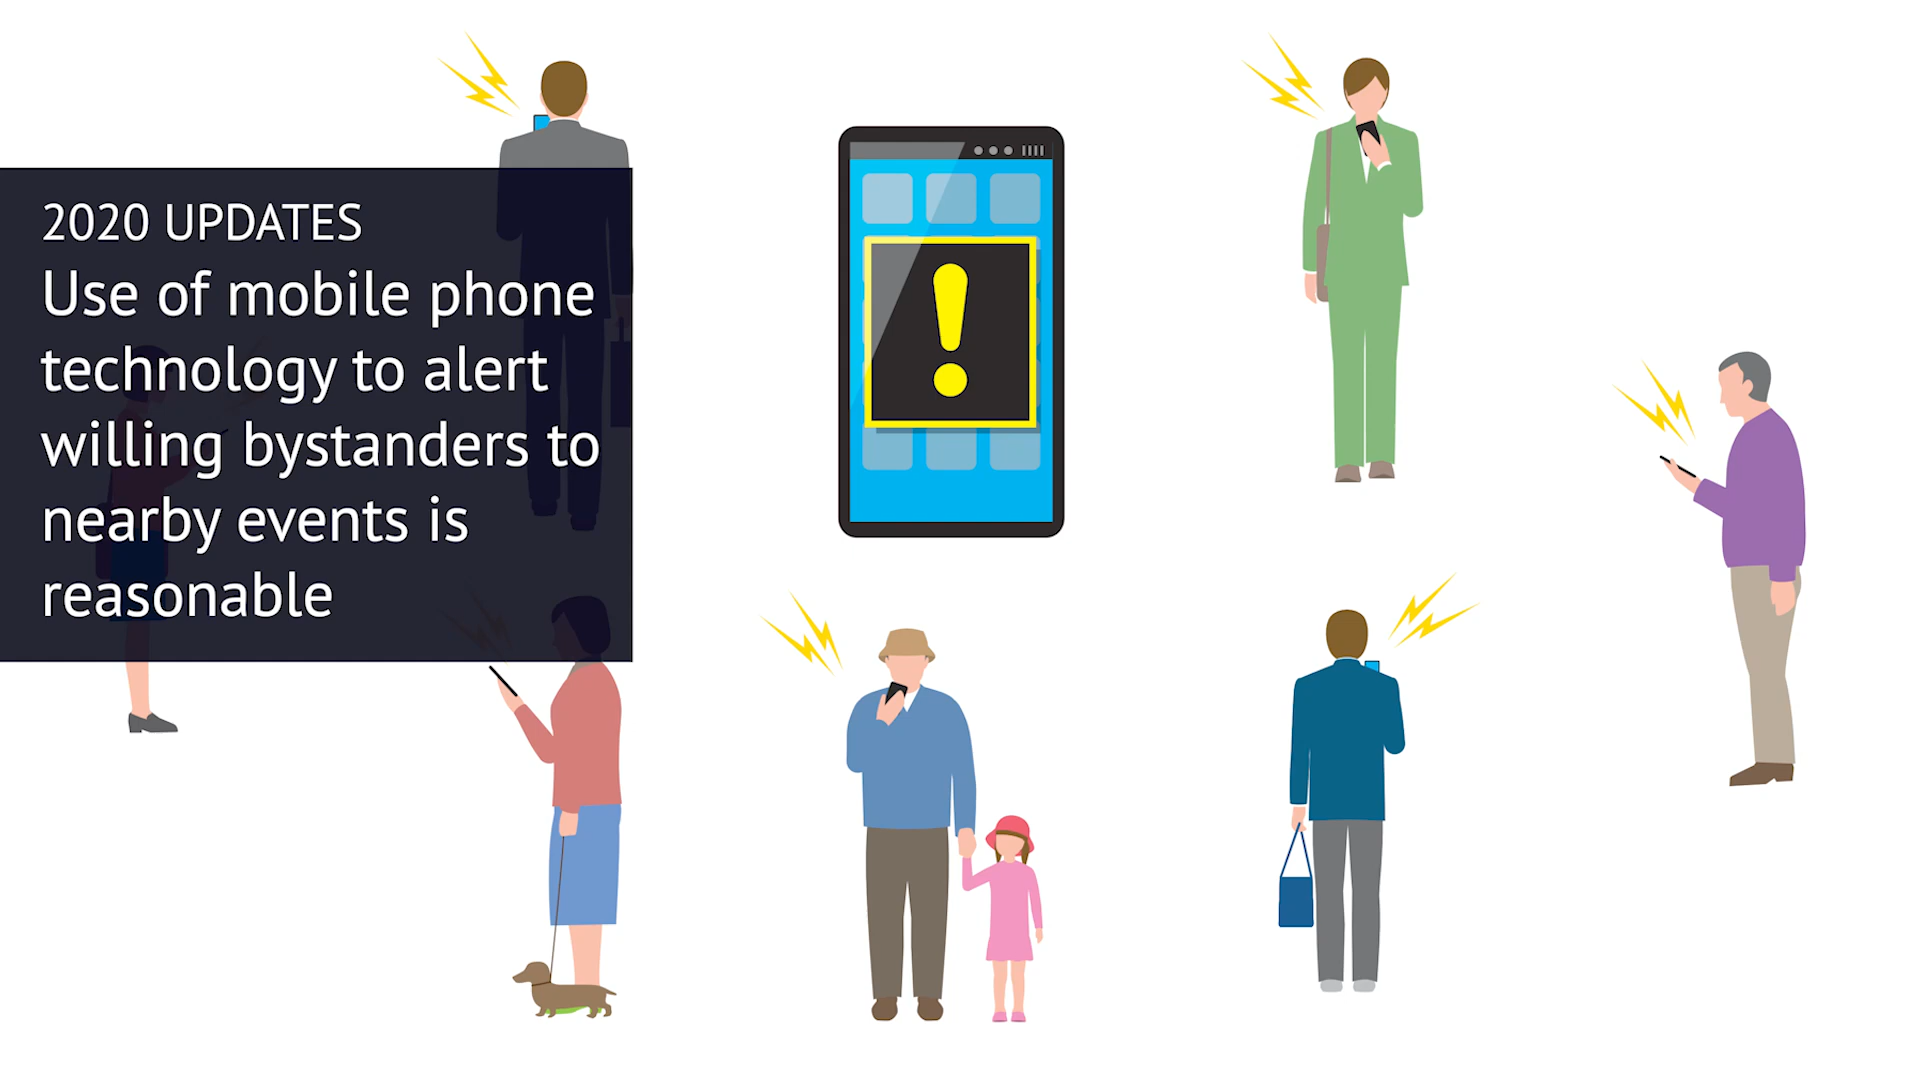 2020 UPDATES
Use of mobile phone
technology to alert
willing bystanders to
nearby events is
reasonable